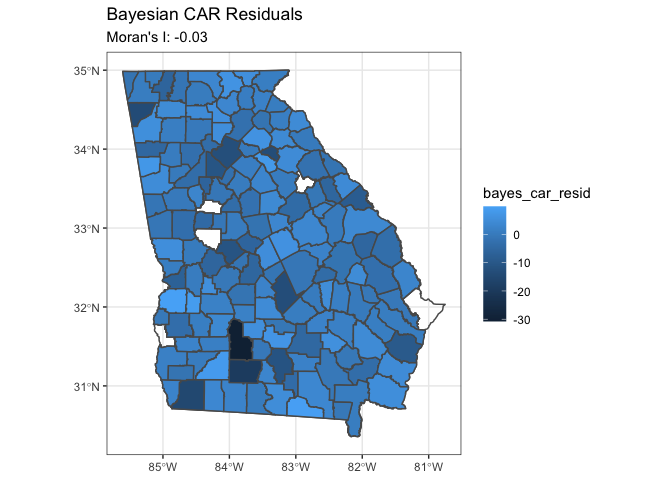 Bayesian CAR Residuals
Moran's I: -0.03
35°N
34°N
33°N
32°N
31°N
85°W
84°W
83°W
82°W
81°W
bayes_car_resid
0
-10
-20
-30